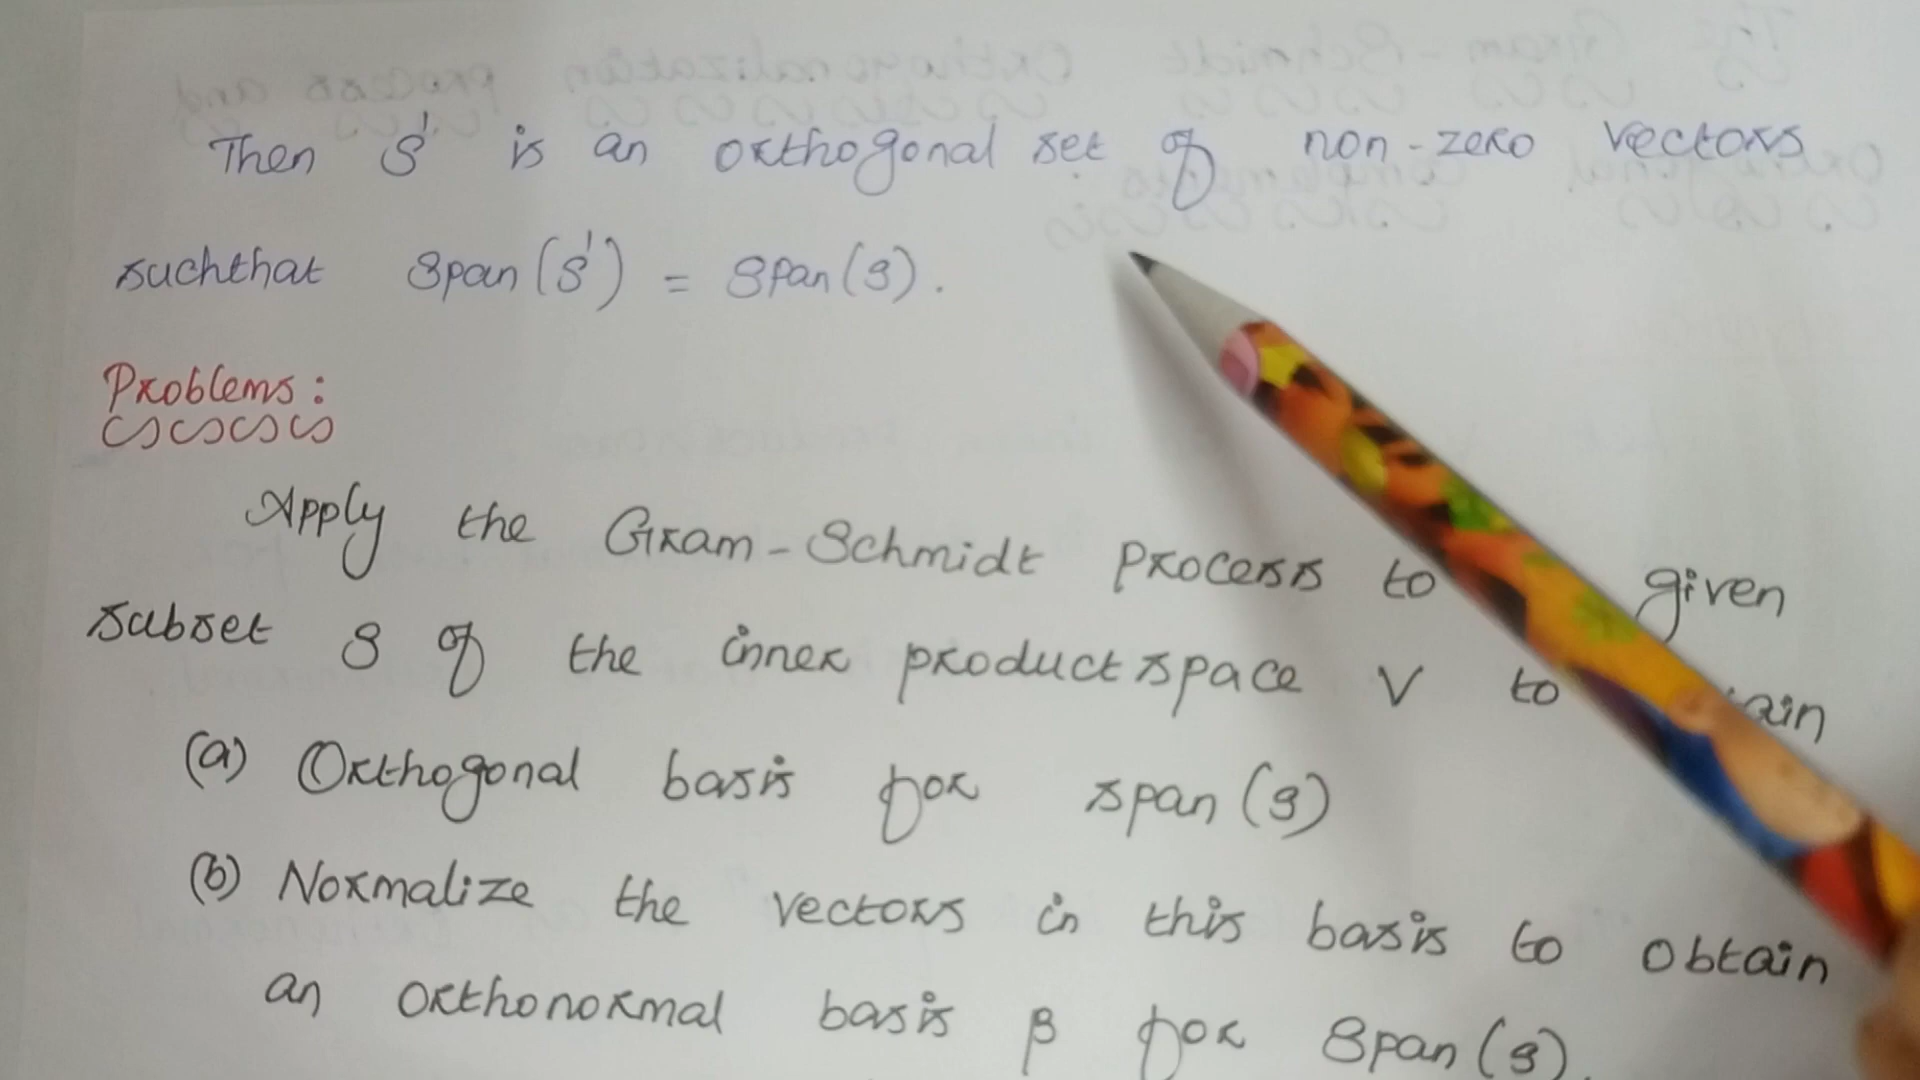 Then S' is an orthogonal set of non-zero vectors
suchthat Span(S') = Span(S).
Problems:
Apply the Gram-Schmidt process to given
subset S of the inner product space V to
(a) Orthogonal basis for span(S)
(b) Normalize the vectors in this basis to obtain
an orthonormal basis β for Span(S).